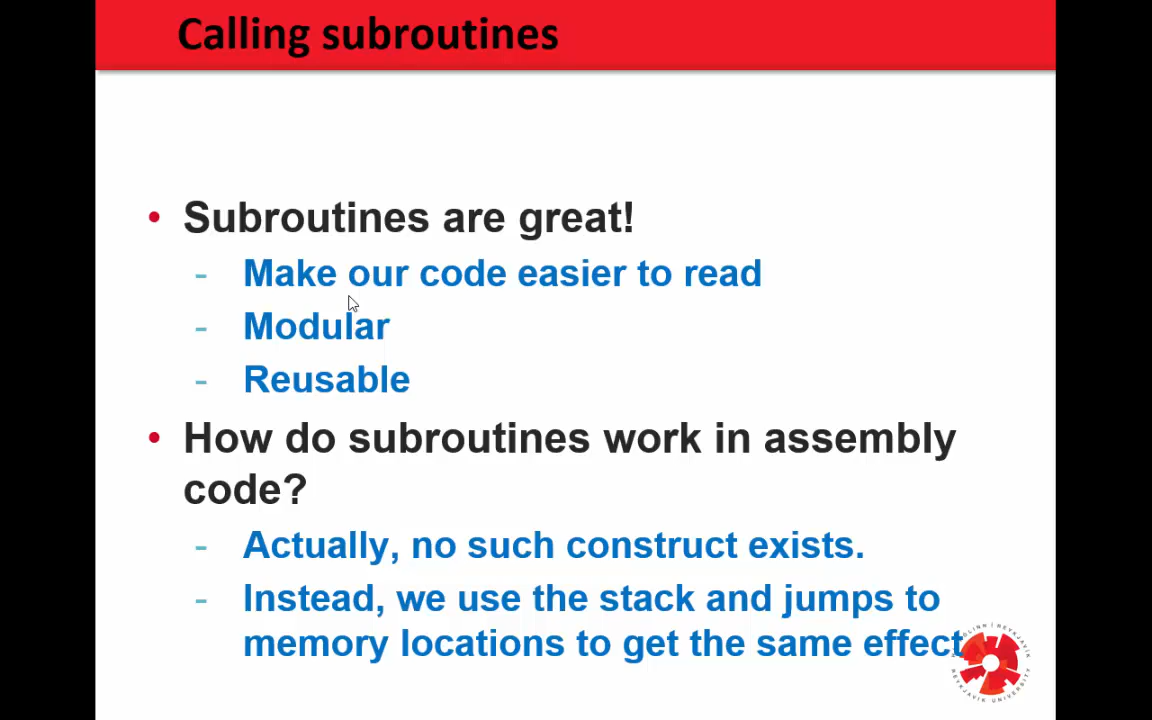 Calling subroutines
• Subroutines are great!
- Make our code easier to read
- Modular
- Reusable
• How do subroutines work in assembly
code?
- Actually, no such construct exists.
- Instead, we use the stack and jumps to
memory locations to get the same effect
REYKJAVIK UNIVERSITY